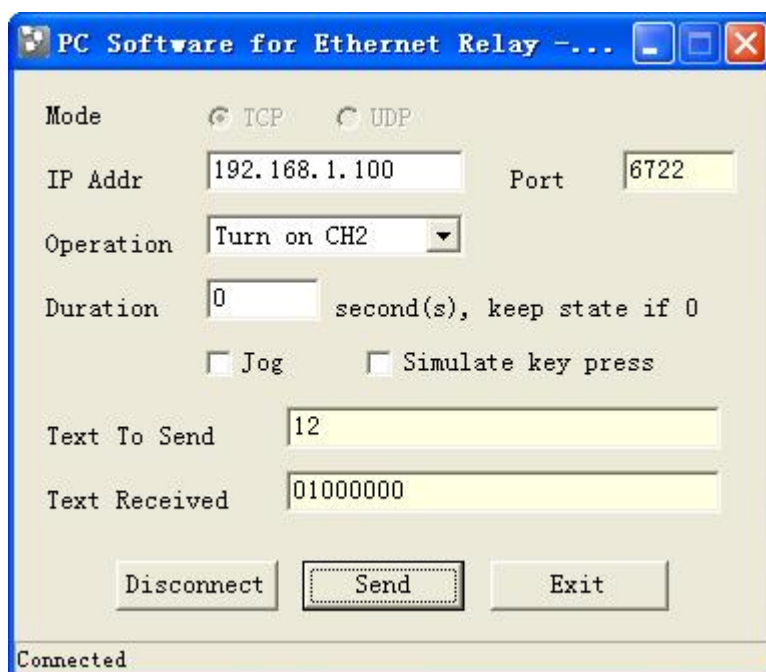 PC Software for Ethernet Relay -...
Mode TCP UDP
IP Addr 192.168.1.100 Port 6722
Operation Turn on CH2
Duration 0 second(s), keep state if 0
Jog Simulate key press
Text To Send 12
Text Received 01000000
Disconnect Send Exit
Connected